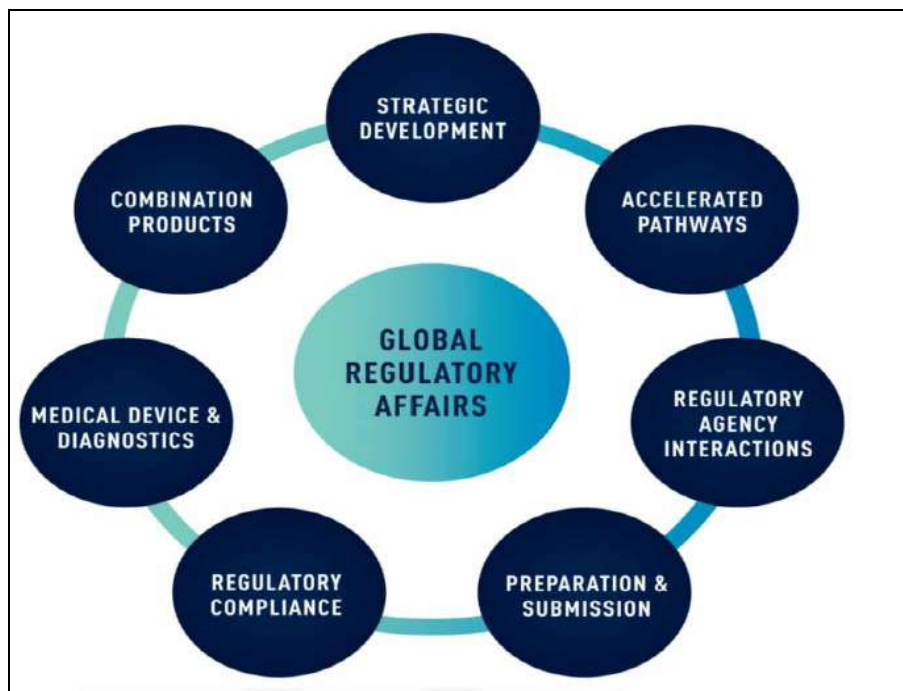 STRATEGIC
DEVELOPMENT
ACCELERATED
PATHWAYS
REGULATORY
AGENCY
INTERACTIONS
PREPARATION &
SUBMISSION
REGULATORY
COMPLIANCE
MEDICAL DEVICE &
DIAGNOSTICS
COMBINATION
PRODUCTS
GLOBAL
REGULATORY
AFFAIRS